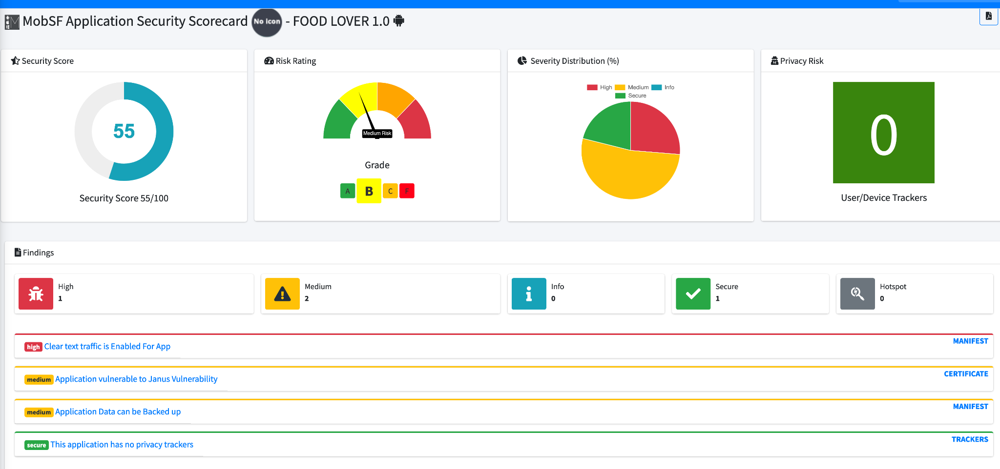 MobSF Application Security Scorecard No icon - FOOD LOVER 1.0
Security Score
55
Security Score 55/100
Risk Rating
Medium Risk
Grade
A B C F
Severity Distribution (%)
High Medium Info
Secure
Privacy Risk
0
User/Device Trackers
Findings
High
1
Medium
2
Info
0
Secure
1
Hotspot
0
high Clear text traffic is Enabled For App MANIFEST
medium Application vulnerable to Janus Vulnerability CERTIFICATE
medium Application Data can be Backed up MANIFEST
secure This application has no privacy trackers TRACKERS